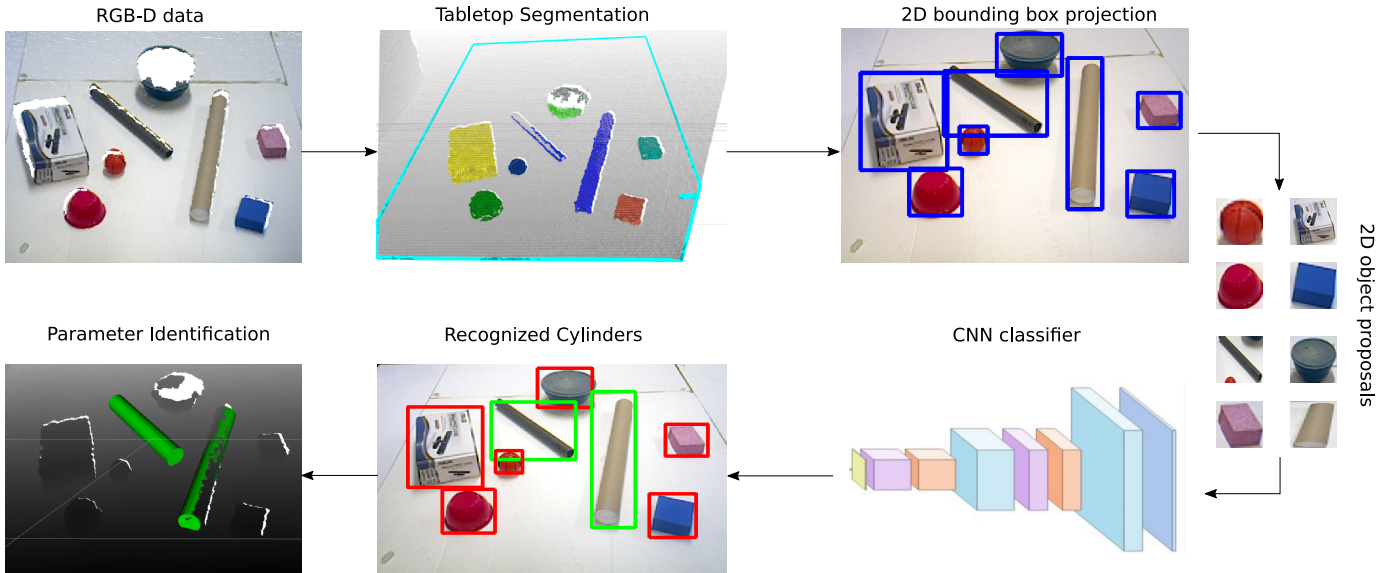 RGB-D data
Tabletop Segmentation
2D bounding box projection
2D object proposals
Parameter Identification
Recognized Cylinders
CNN classifier